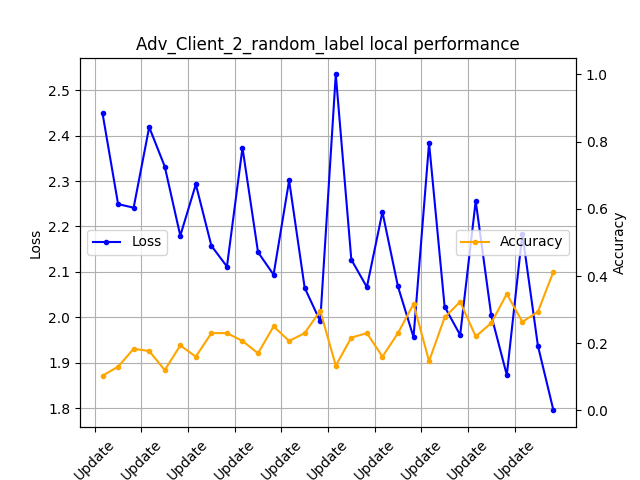 Adv_Client_2_random_label local performance
Loss
2.5
2.4
2.3
2.2
2.1
2.0
1.9
1.8
Loss
Accuracy
1.0
0.8
0.6
0.4
0.2
0.0
Accuracy
Update
Update
Update
Update
Update
Update
Update
Update
Update
Update